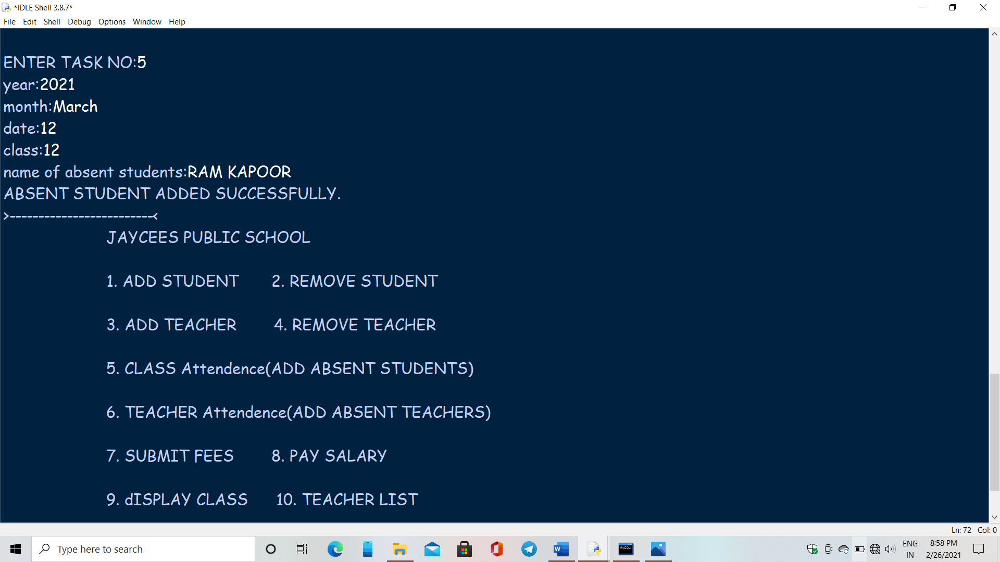 *IDLE Shell 3.8.7*
File Edit Shell Debug Options Window Help
ENTER TASK NO:5
year:2021
month:March
date:12
class:12
name of absent students:RAM KAPOOR
ABSENT STUDENT ADDED SUCCESSFULLY.
>-------------------------<
JAYCEES PUBLIC SCHOOL
1. ADD STUDENT 2. REMOVE STUDENT
3. ADD TEACHER 4. REMOVE TEACHER
5. CLASS Attendence(ADD ABSENT STUDENTS)
6. TEACHER Attendence(ADD ABSENT TEACHERS)
7. SUBMIT FEES 8. PAY SALARY
9. dISPLAY CLASS 10. TEACHER LIST
Ln: 72 Col: 0
Type here to search
W
MySQL
ENG
IN
8:58 PM
2/26/2021